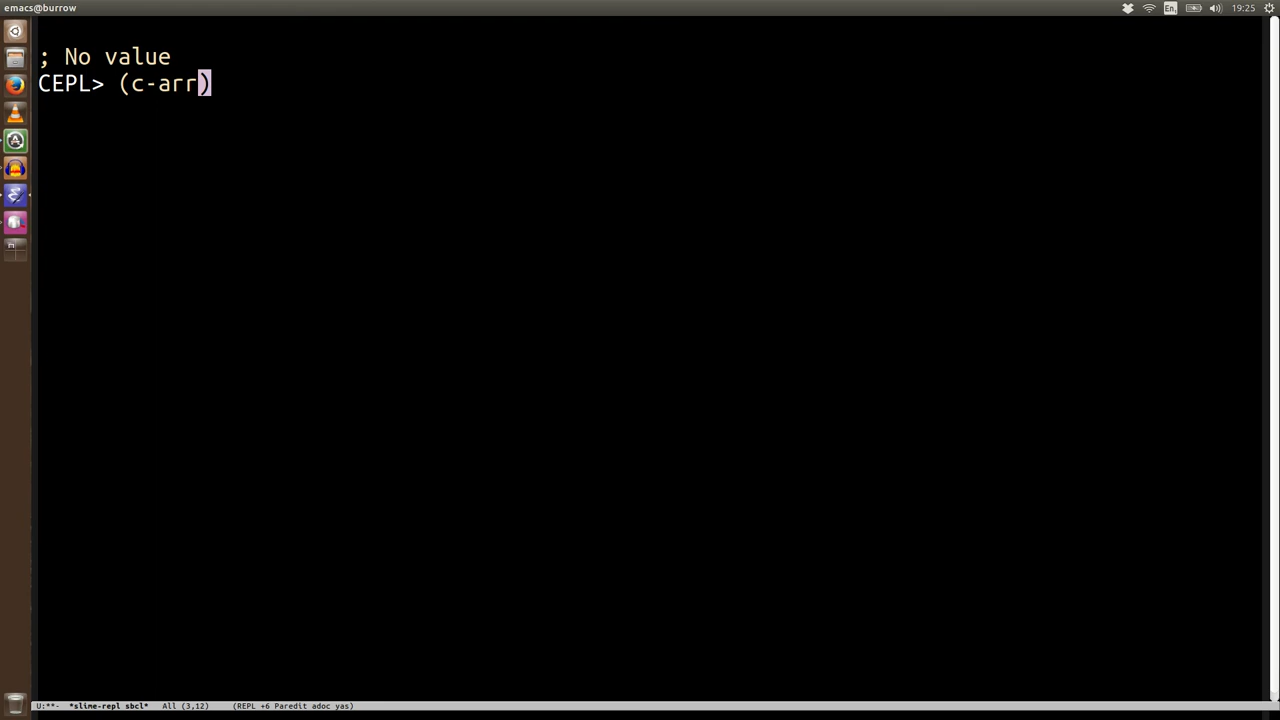 emacs@burrow
En
19:25
; No value
CEPL> (c-arr)
U:**-  *slime-repl sbcl*   All (3,12)     (REPL +6 Paredit adoc yas)